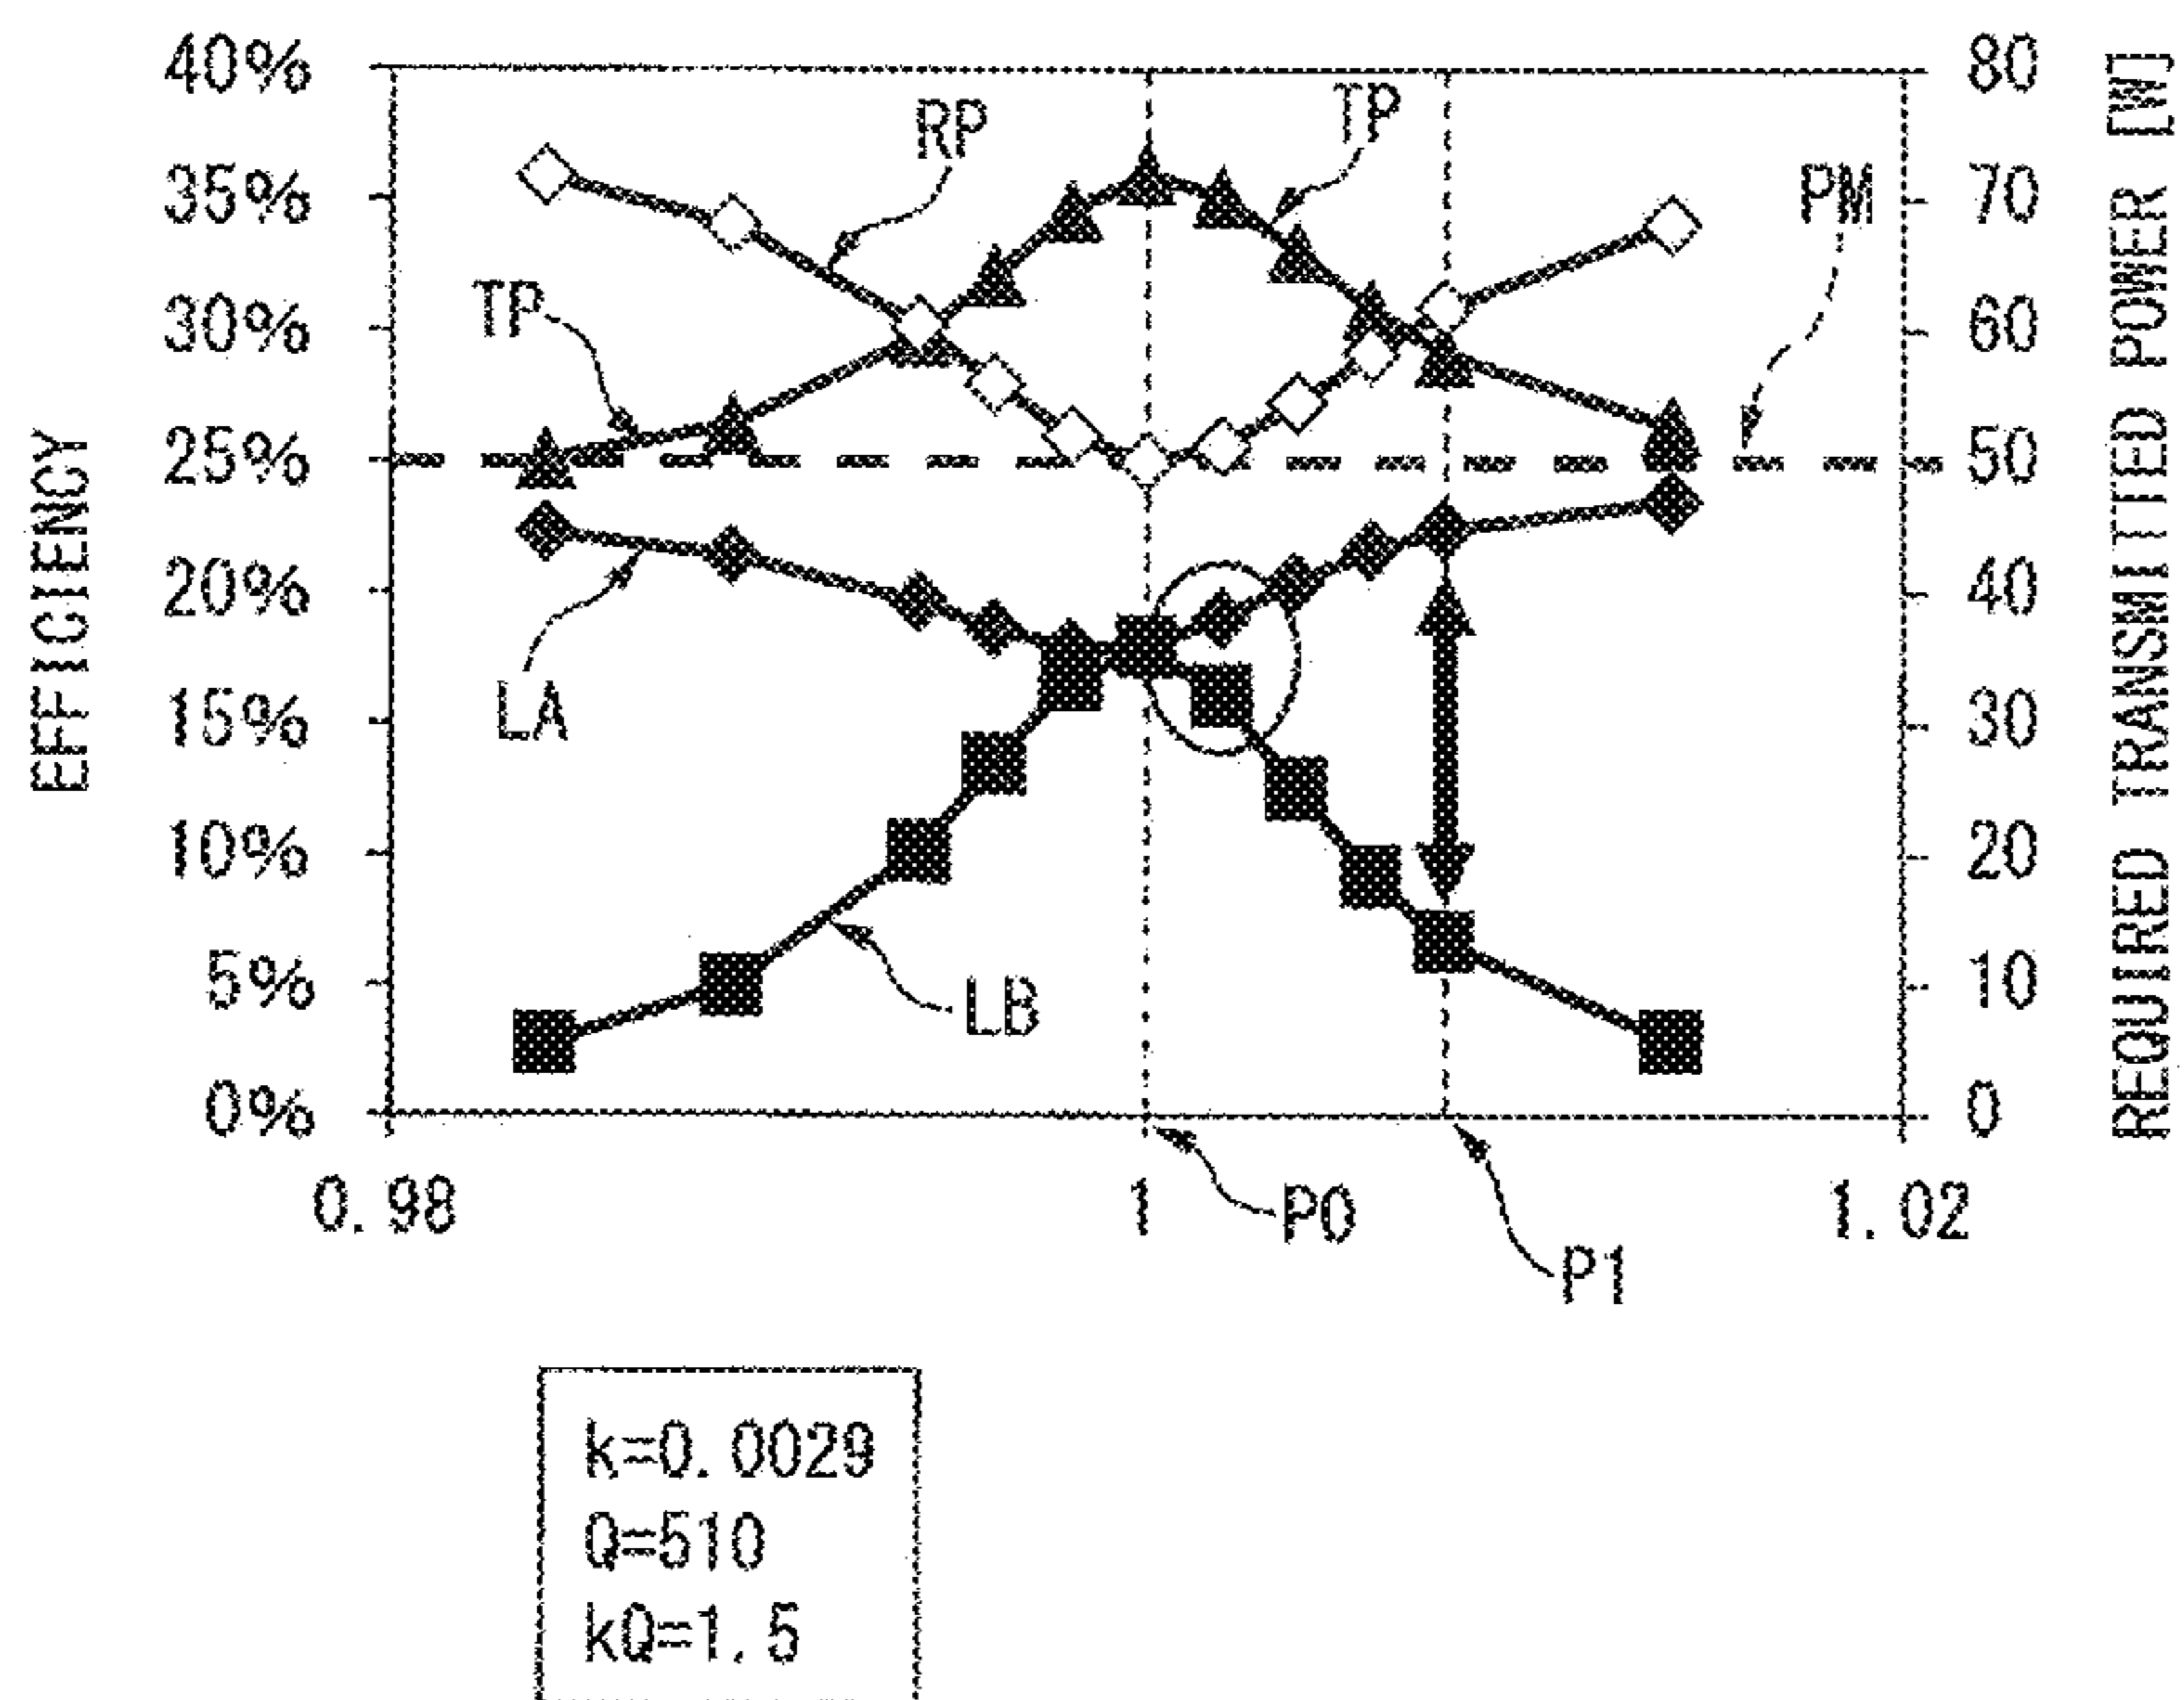 40%
35%
30%
25%
20%
15%
10%
5%
0%
EFFICIENCY
80
70
60
50
40
30
20
10
0
REQUIRED TRANSMITTED POWER [W]
RP
TP
PM
TP
LA
LB
0.98
1
1.02
P0
P1
k=0.0029
Q=510
kQ=1.5